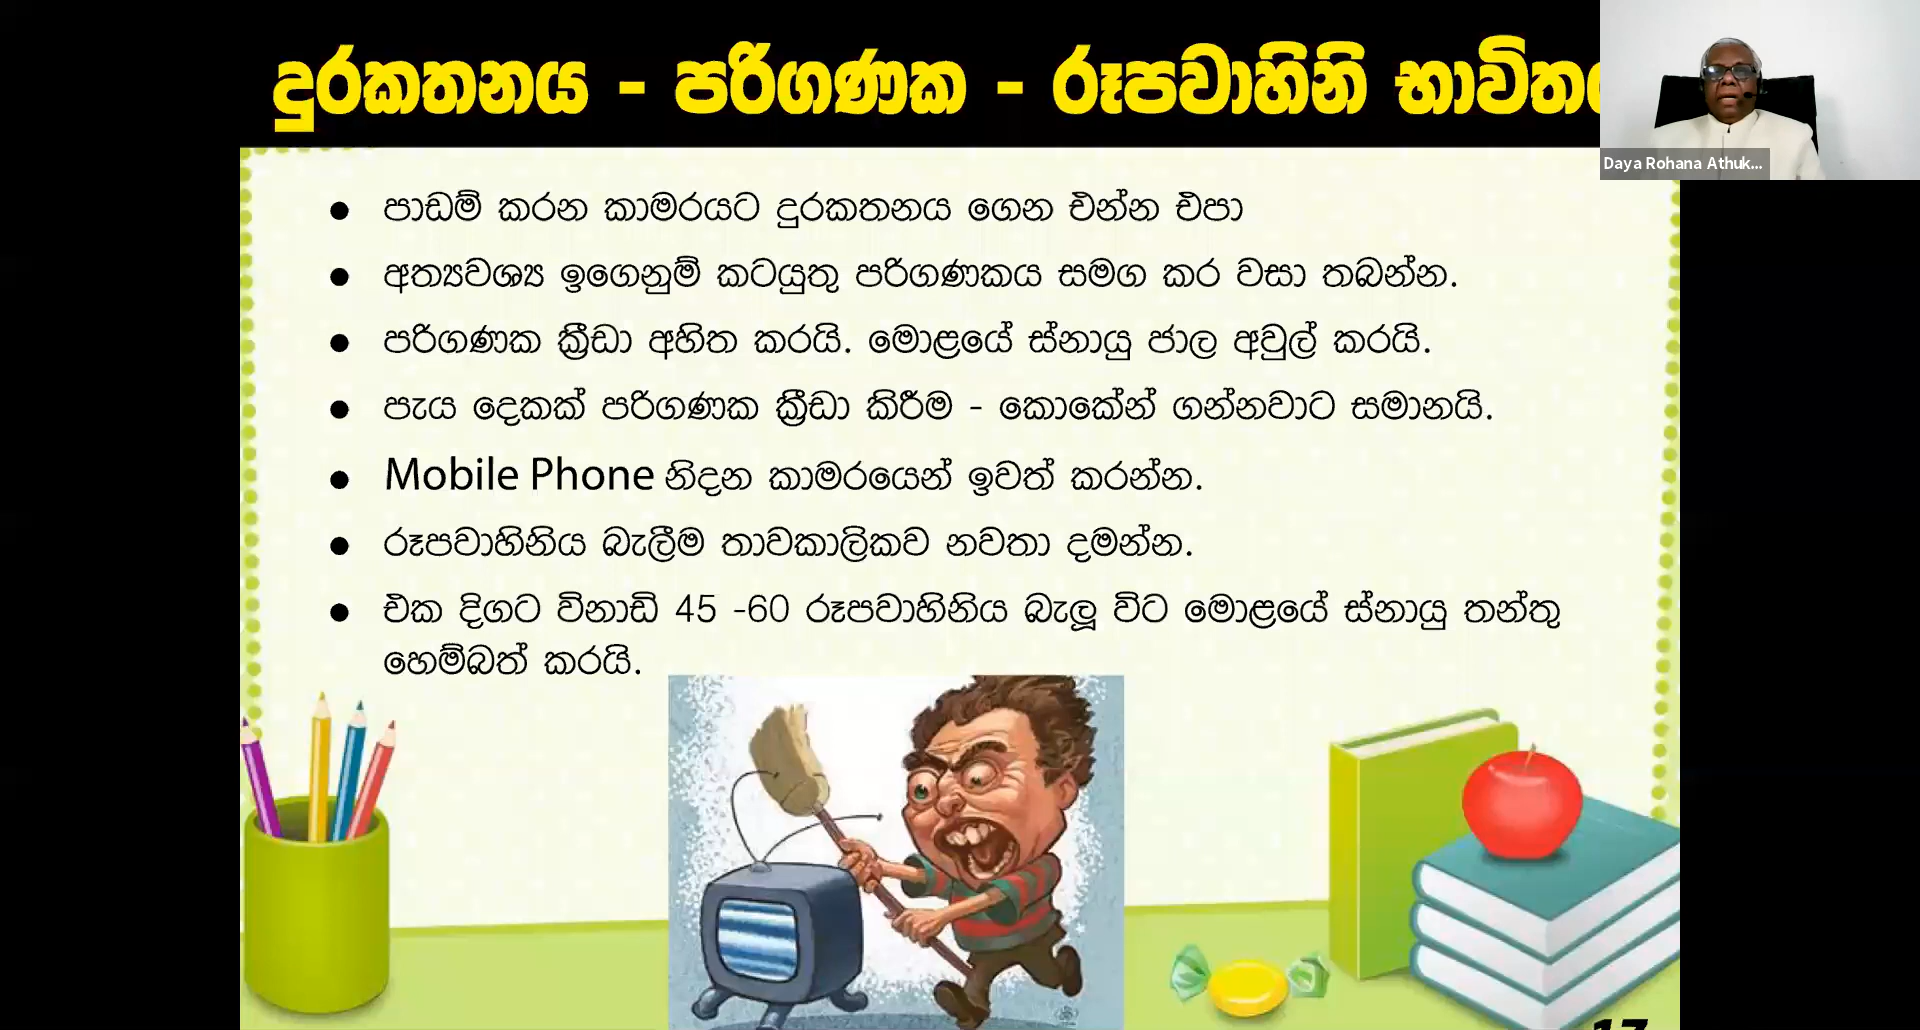 දුරකතනය - පරිගණක - රූපවාහිනි
Daya Rohana Athuk...
● පාඩම් කරන කාමරයට දුරකතනය ගෙන එන්න එපා
● අත්‍යවශ්‍ය ඉගෙනුම් කටයුතු පරිගණකය සමග කර වසා තබන්න.
● පරිගණක ක්‍රීඩා අහිත කරයි. මොළයේ ස්නායු ජාල අවුල් කරයි.
● පැය දෙකක් පරිගණක ක්‍රීඩා කිරීම - කොකේන් ගන්නවාට සමානයි.
● Mobile Phone නිදන කාමරයෙන් ඉවත් කරන්න.
● රූපවාහිනිය බැලීම තාවකාලිකව නවතා දමන්න.
● එක දිගට විනාඩි 45 -60 රූපවාහිනිය බැලූ විට මොළයේ ස්නායු තන්තු
හෙම්බත් කරයි.